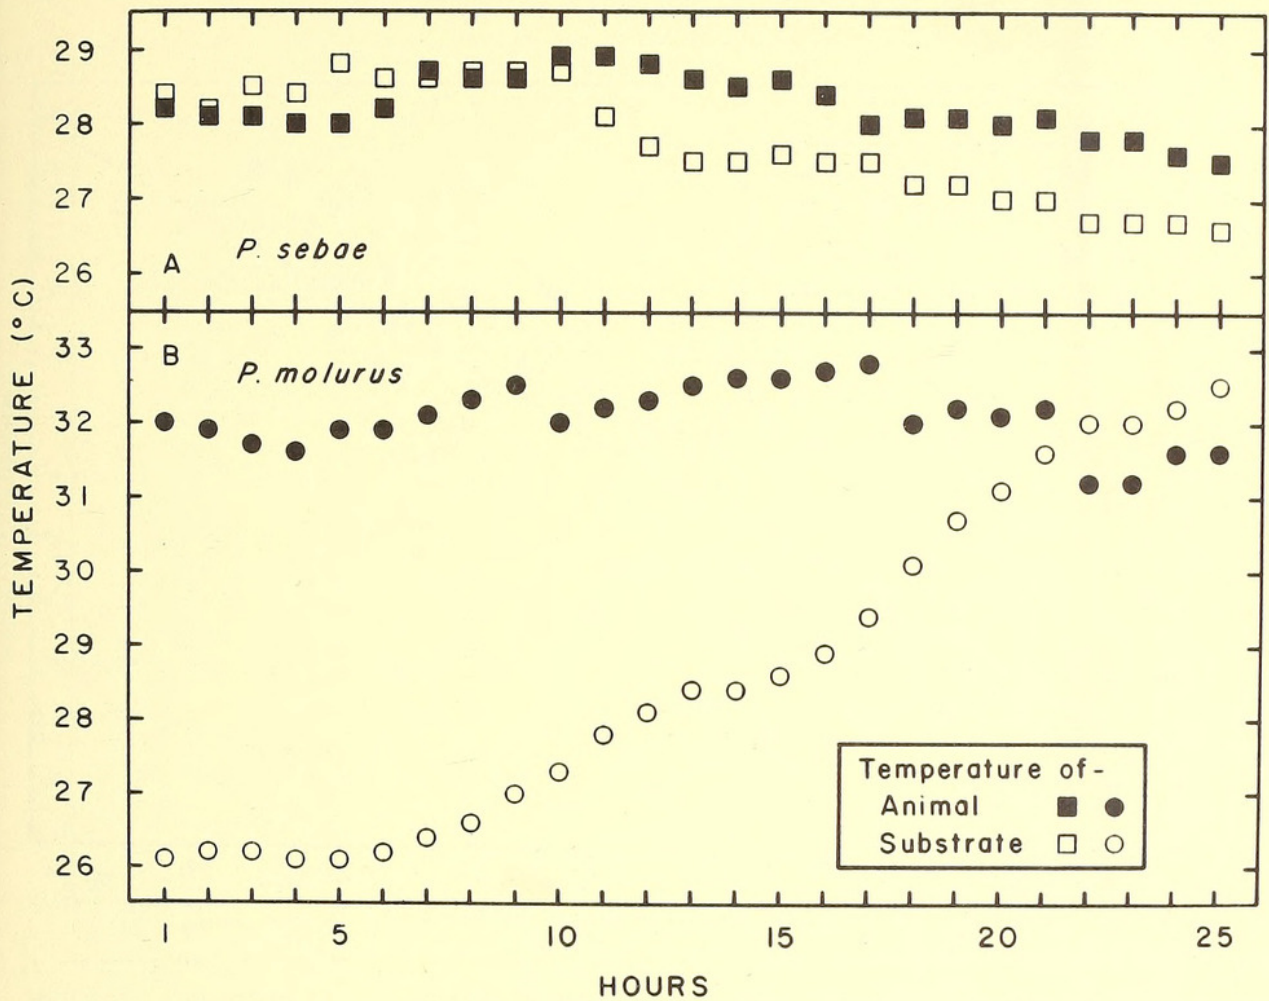 29
28
27
26
A P. sebae
TEMPERATURE (°C)
33
32
31
30
29
28
27
26
B P. molurus
Temperature of-
Animal
Substrate
1 5 10 15 20 25
HOURS